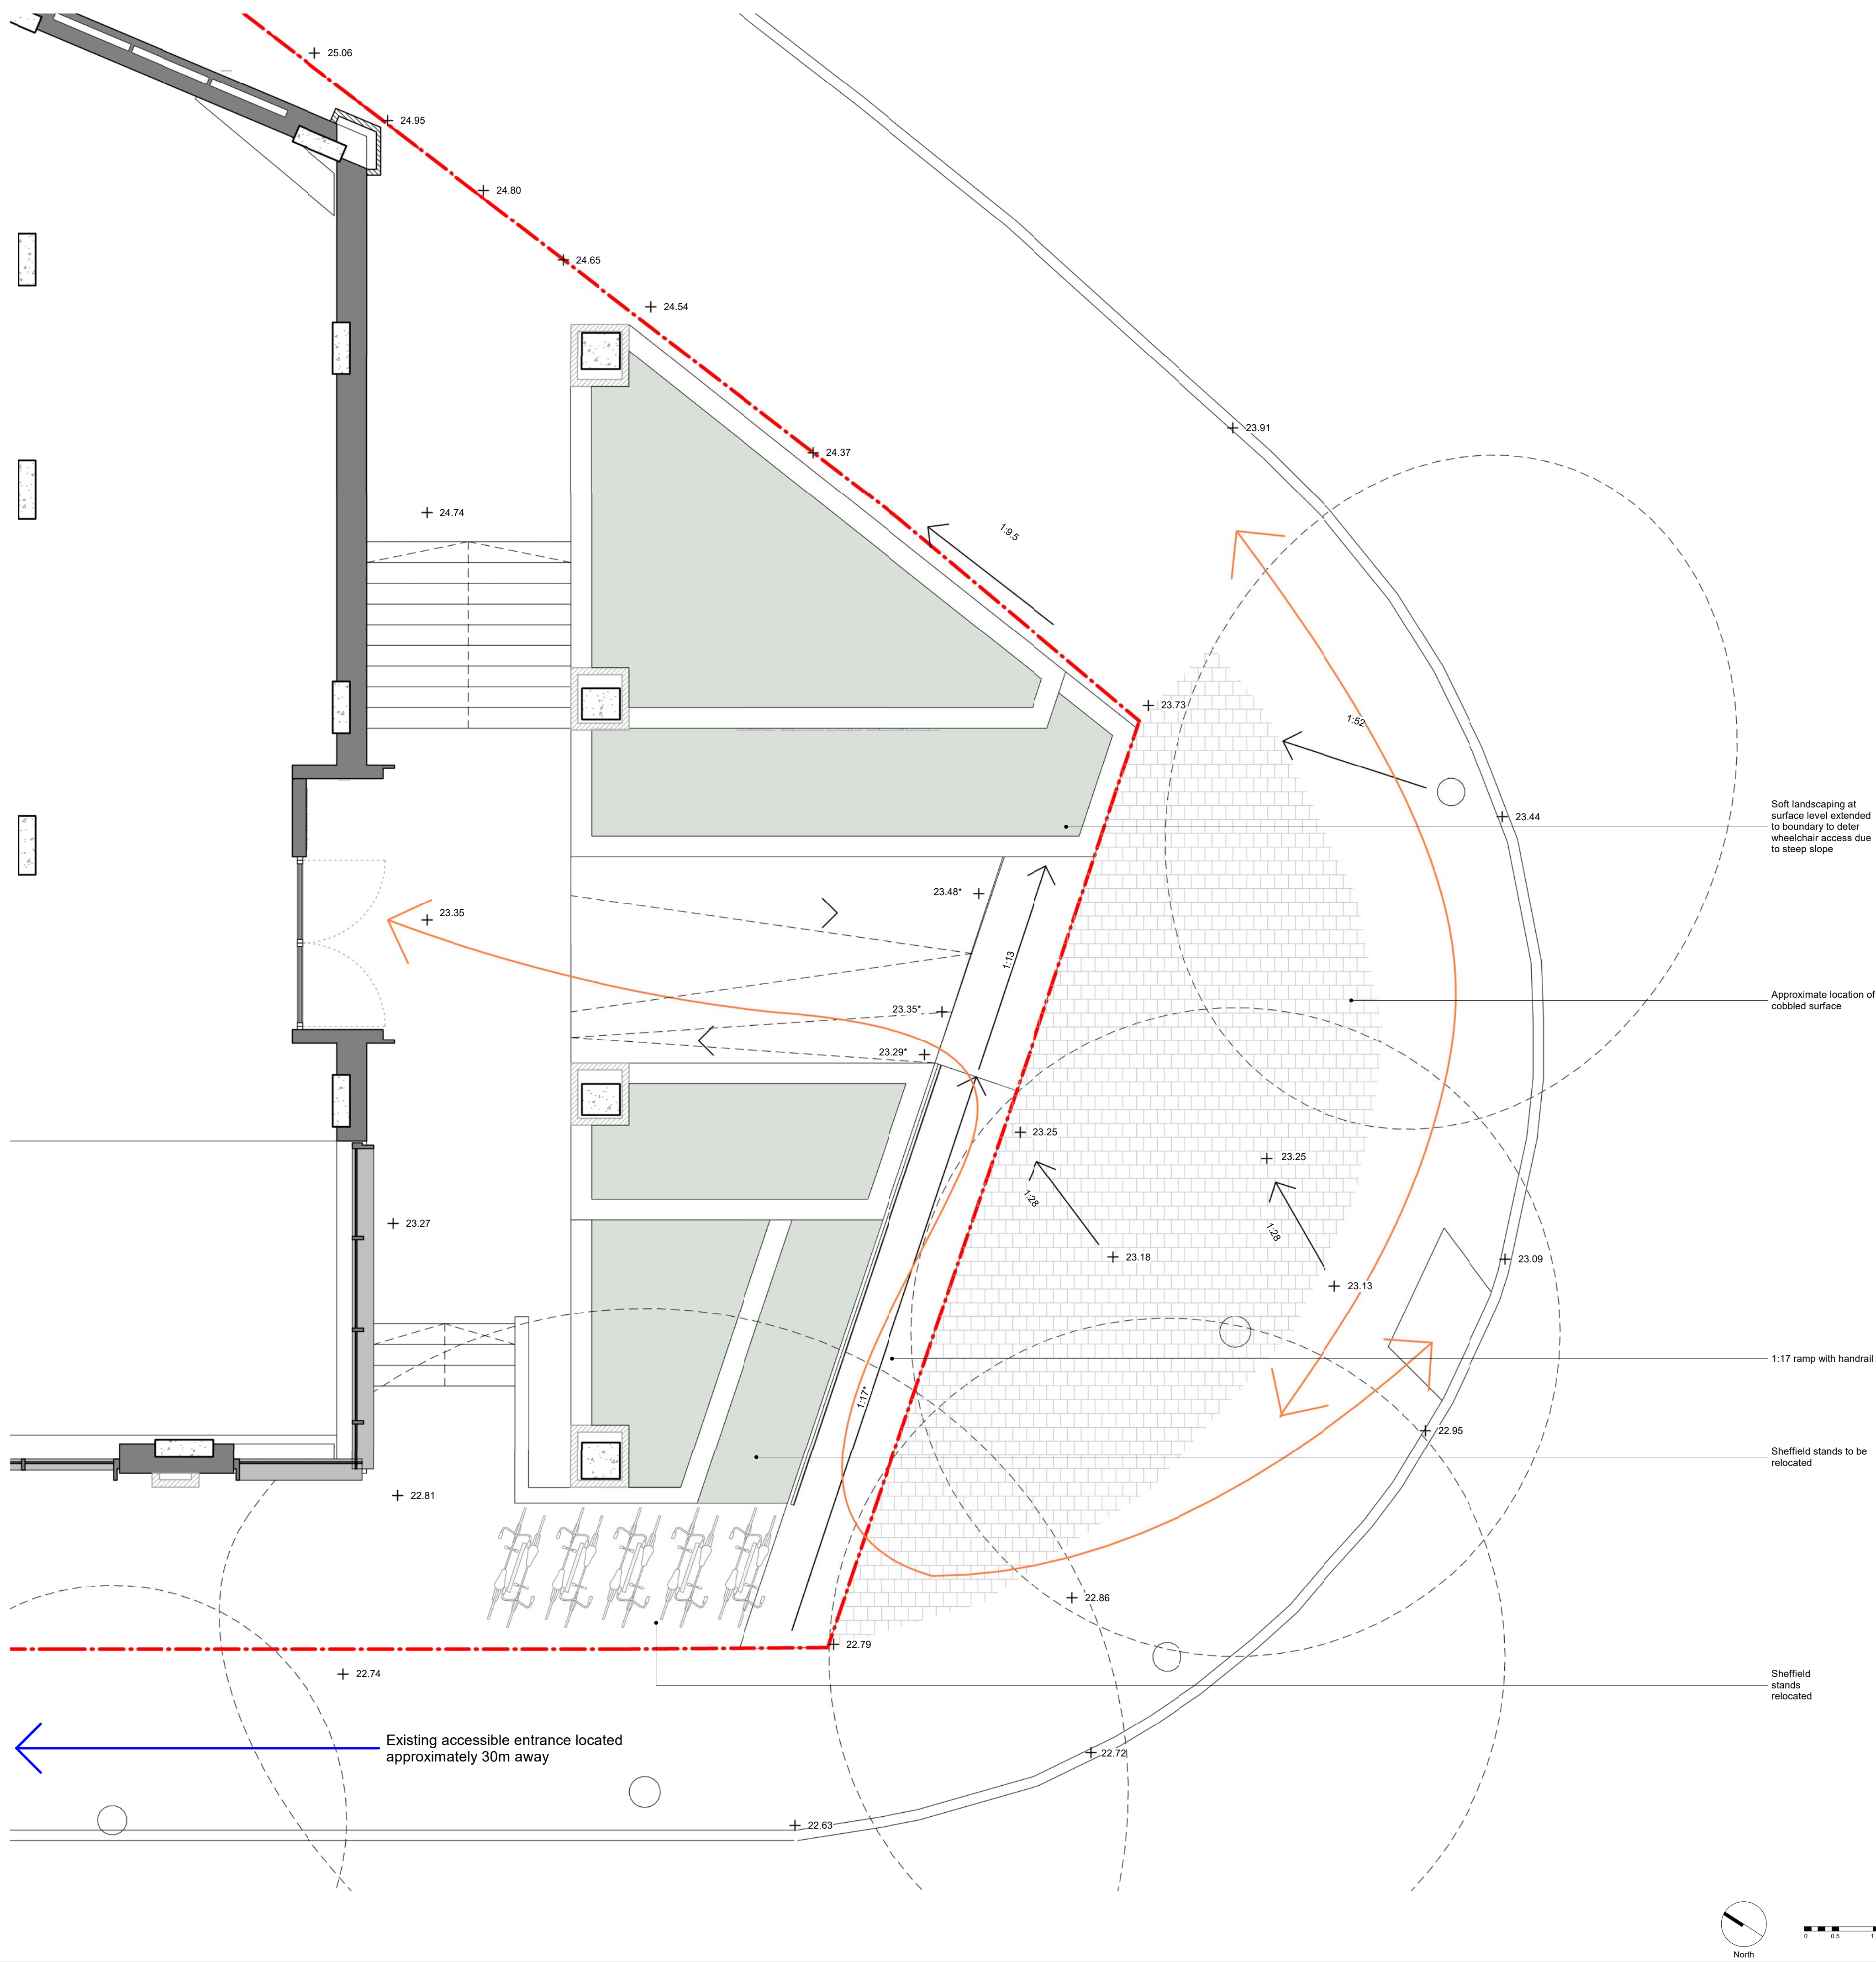 25.06
24.95
24.80
24.65
24.54
23.91
24.37
24.74
1:9.5
23.73
1:52
Soft landscaping at
surface level extended
to boundary to deter
wheelchair access due
to steep slope
23.44
23.48*
23.35
1:13
Approximate location of
cobbled surface
23.35*
23.29*
23.25
23.25
1:28
23.27
1:28
23.18
23.09
23.13
1:17 ramp with handrail
1:17*
22.95
Sheffield stands to be
relocated
22.81
22.86
22.79
22.74
Sheffield
stands
relocated
Existing accessible entrance located
approximately 30m away
22.72
22.63
North
0 0.5 1